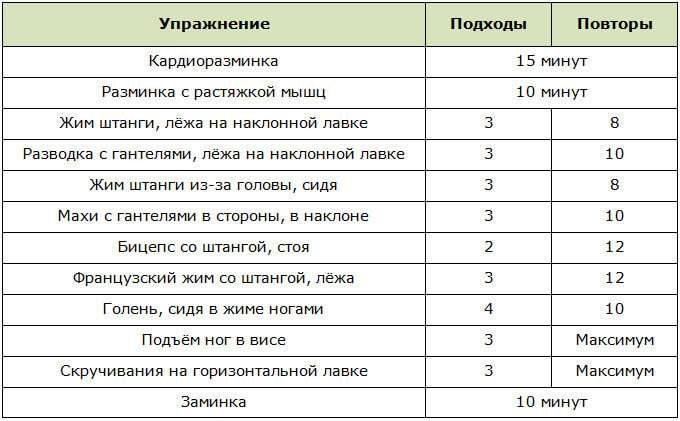 Упражнение Подходы Повторы
Кардиоразминка 15 минут
Разминка с растяжкой мышц 10 минут
Жим штанги, лёжа на наклонной лавке 3 8
Разводка с гантелями, лёжа на наклонной лавке 3 10
Жим штанги из-за головы, сидя 3 8
Махи с гантелями в стороны, в наклоне 3 10
Бицепс со штангой, стоя 2 12
Французский жим со штангой, лёжа 3 12
Голень, сидя в жиме ногами 4 10
Подъём ног в висе 3 Максимум
Скручивания на горизонтальной лавке 3 Максимум
Заминка 10 минут